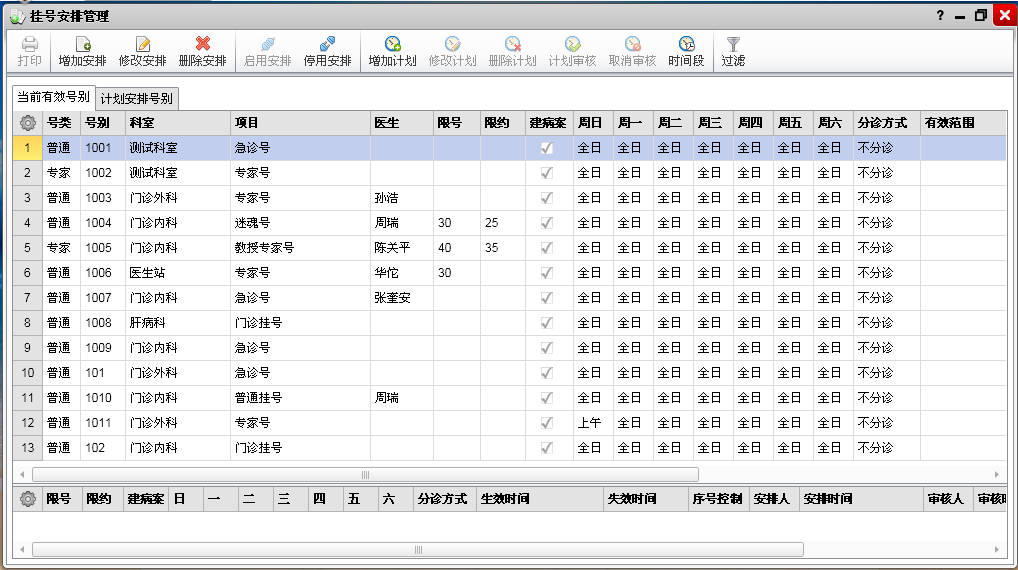 挂号安排管理
打印 增加安排 修改安排 删除安排 启用安排 停用安排 增加计划 修改计划 删除计划 计划审核 取消审核 时间段 过滤
当前有效号别 计划安排号别
号类 号别 科室 项目 医生 限号 限约 建病案 周日 周一 周二 周三 周四 周五 周六 分诊方式 有效范围
1 普通 1001 测试科室 急诊号 全日 全日 全日 全日 全日 全日 全日 不分诊
2 专家 1002 测试科室 专家号 全日 全日 全日 全日 全日 全日 全日 不分诊
3 普通 1003 门诊外科 专家号 孙浩 全日 全日 全日 全日 全日 全日 全日 不分诊
4 普通 1004 门诊内科 迷魂号 周瑞 30 25 全日 全日 全日 全日 全日 全日 全日 不分诊
5 专家 1005 门诊内科 教授专家号 陈关平 40 35 全日 全日 全日 全日 全日 全日 全日 不分诊
6 普通 1006 医生站 专家号 华佗 30 全日 全日 全日 全日 全日 全日 全日 不分诊
7 普通 1007 门诊内科 急诊号 张奎安 全日 全日 全日 全日 全日 全日 全日 不分诊
8 普通 1008 肝病科 门诊挂号 全日 全日 全日 全日 全日 全日 全日 不分诊
9 普通 1009 门诊内科 急诊号 全日 全日 全日 全日 全日 全日 全日 不分诊
10 普通 101 门诊外科 急诊号 全日 全日 全日 全日 全日 全日 全日 不分诊
11 普通 1010 门诊内科 普通挂号 周瑞 全日 全日 全日 全日 全日 全日 全日 不分诊
12 普通 1011 门诊外科 专家号 上午 全日 全日 全日 全日 全日 全日 不分诊
13 普通 102 门诊内科 门诊挂号 全日 全日 全日 全日 全日 全日 全日 不分诊
限号 限约 建病案 日 一 二 三 四 五 六 分诊方式 生效时间 失效时间 序号控制 安排人 安排时间 审核人 审核